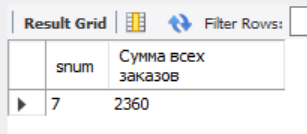 Result Grid
Filter Rows:
snum
Сумма всех
заказов
7
2360